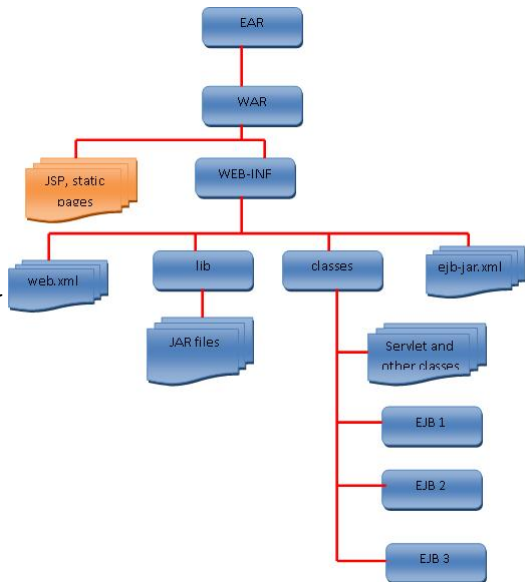 EAR
WAR
JSP, static
pages
WEB-INF
web.xml
lib
classes
ejb-jar.xml
JAR files
Servlet and
other classes
EJB 1
EJB 2
EJB 3